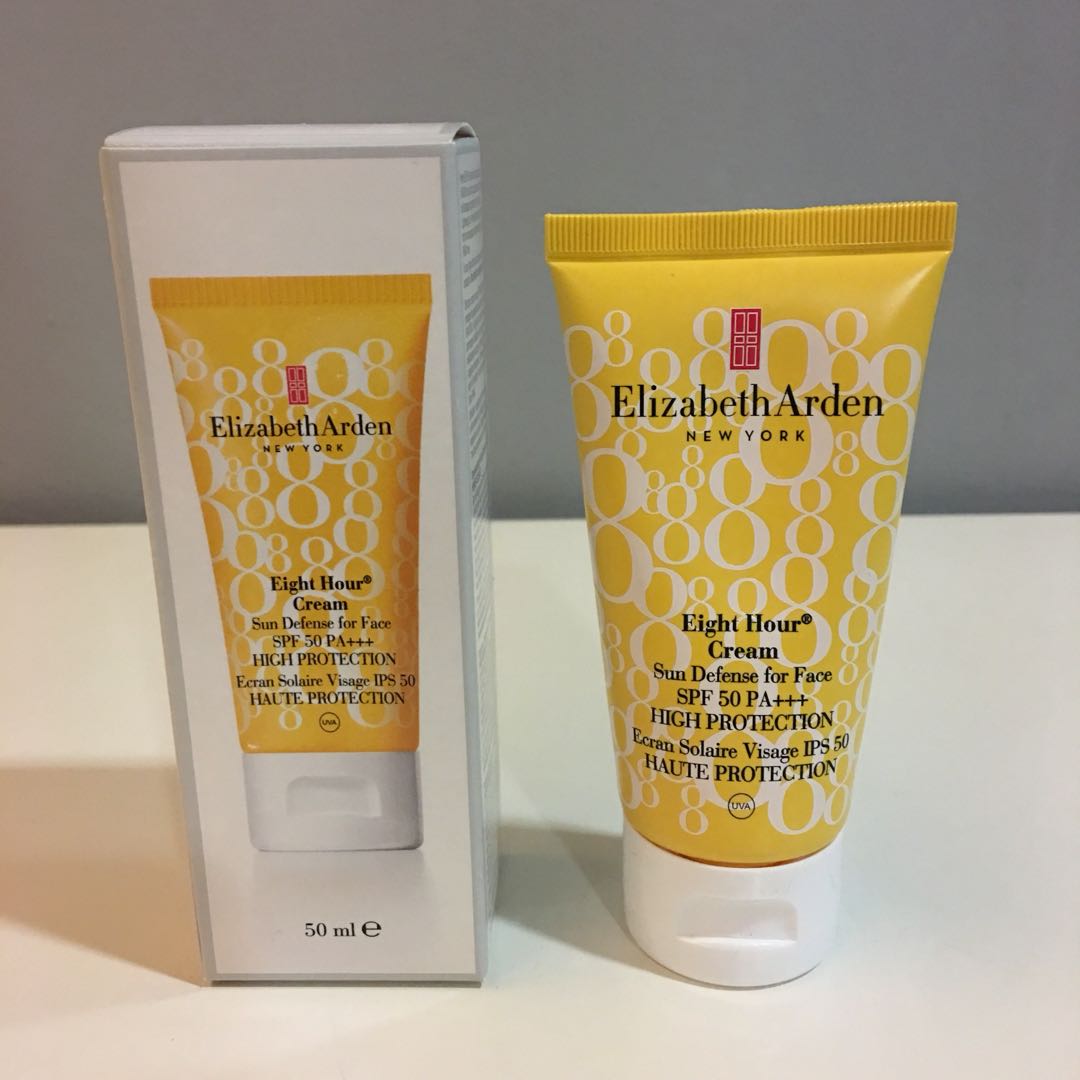 Elizabeth Arden
NEW YORK
Eight Hour®
Cream
Sun Defense for Face
SPF 50 PA+++
HIGH PROTECTION
Ecran Solaire Visage IPS 50
HAUTE PROTECTION
UVA
50 ml ℮
Elizabeth Arden
NEW YORK
Eight Hour®
Cream
Sun Defense for Face
SPF 50 PA+++
HIGH PROTECTION
Ecran Solaire Visage IPS 50
HAUTE PROTECTION
UVA